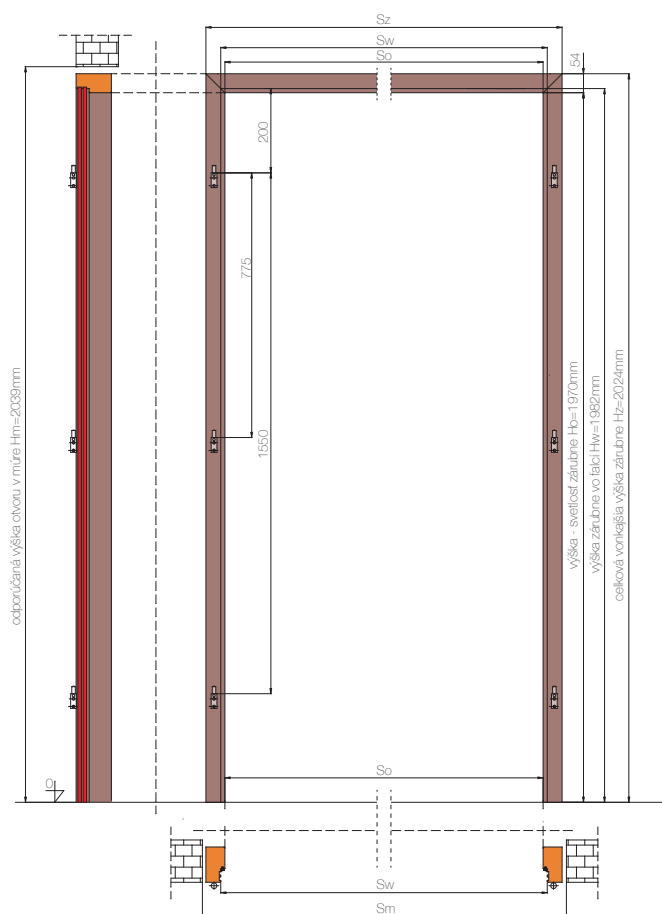 Sz
Sw
So
54
200
775
1550
odporúčaná výška otvoru v múre Hm=2039mm
výška - svetlosť zárubne Ho=1970mm
výška zárubne vo falci Hw=1982mm
celková vonkajšia výška zárubne Hz=2024mm
0
So
Sw
Sm